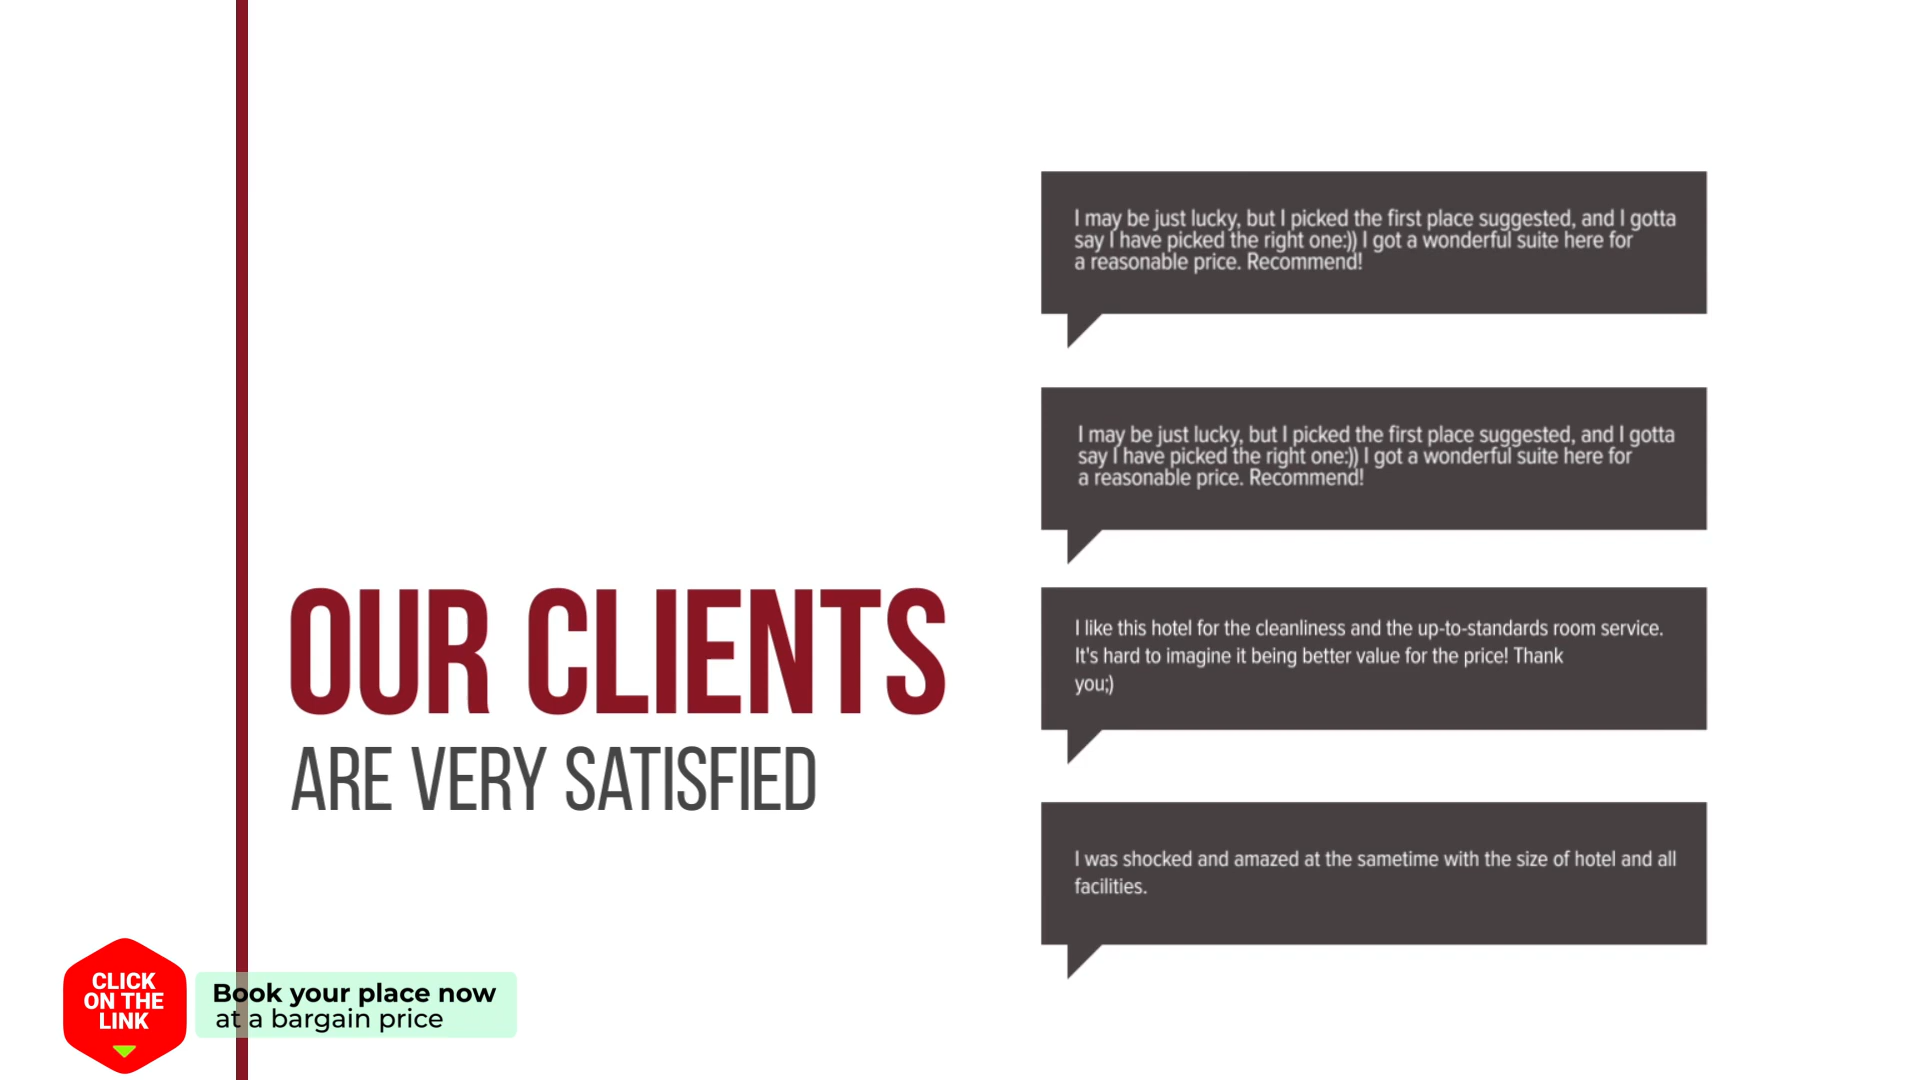 OUR CLIENTS
ARE VERY SATISFIED
I may be just lucky, but I picked the first place suggested, and I gotta
say I have picked the right one:)) I got a wonderful suite here for
a reasonable price. Recommend!
I may be just lucky, but I picked the first place suggested, and I gotta
say I have picked the right one:)) I got a wonderful suite here for
a reasonable price. Recommend!
I like this hotel for the cleanliness and the up-to-standards room service.
It's hard to imagine it being better value for the price! Thank
you;)
I was shocked and amazed at the sametime with the size of hotel and all
facilities.
CLICK
ON THE
LINK
Book your place now
at a bargain price